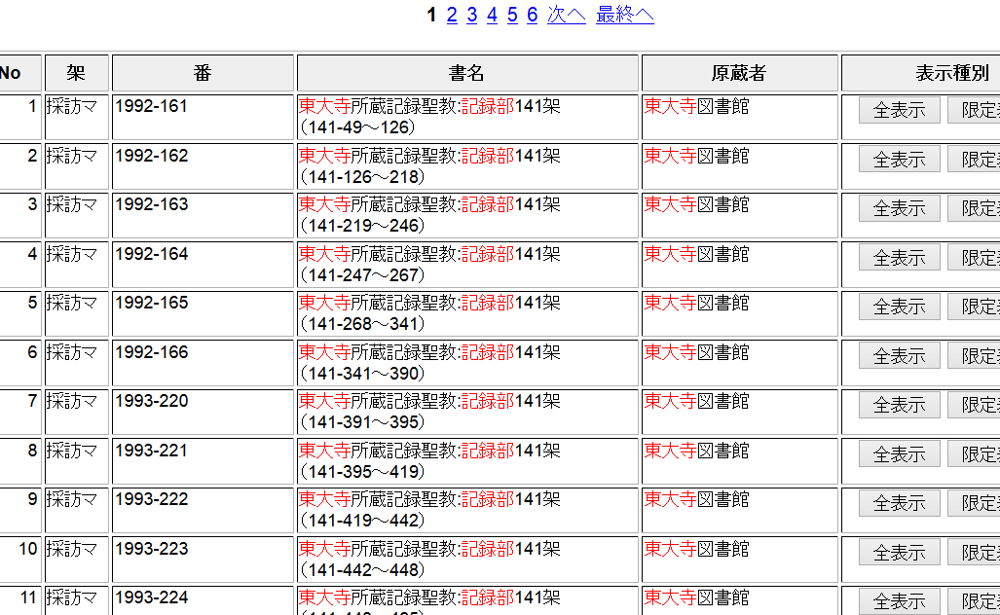 1 2 3 4 5 6 次へ 最終へ
No 架 番 書名 原蔵者 表示種別
1 採訪マ 1992-161 東大寺所蔵記録聖教:記録部141架 東大寺図書館 全表示 限定
（141-49～126）
2 採訪マ 1992-162 東大寺所蔵記録聖教:記録部141架 東大寺図書館 全表示 限定
（141-126～218）
3 採訪マ 1992-163 東大寺所蔵記録聖教:記録部141架 東大寺図書館 全表示 限定
（141-219～246）
4 採訪マ 1992-164 東大寺所蔵記録聖教:記録部141架 東大寺図書館 全表示 限定
（141-247～267）
5 採訪マ 1992-165 東大寺所蔵記録聖教:記録部141架 東大寺図書館 全表示 限定
（141-268～341）
6 採訪マ 1992-166 東大寺所蔵記録聖教:記録部141架 東大寺図書館 全表示 限定
（141-341～390）
7 採訪マ 1993-220 東大寺所蔵記録聖教:記録部141架 東大寺図書館 全表示 限定
（141-391～395）
8 採訪マ 1993-221 東大寺所蔵記録聖教:記録部141架 東大寺図書館 全表示 限定
（141-395～419）
9 採訪マ 1993-222 東大寺所蔵記録聖教:記録部141架 東大寺図書館 全表示 限定
（141-419～442）
10 採訪マ 1993-223 東大寺所蔵記録聖教:記録部141架 東大寺図書館 全表示 限定
（141-442～448）
11 採訪マ 1993-224 東大寺所蔵記録聖教:記録部141架 東大寺図書館 全表示 限定